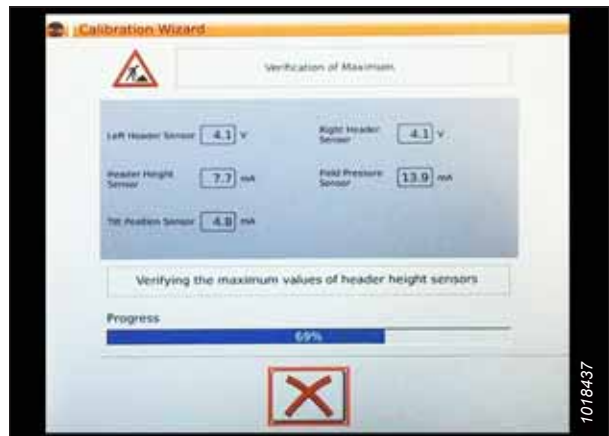 Calibration Wizard
Verification of Maximum
Left Header Sensor 4.1 V
Right Header Sensor 4.1 V
Header Height Sensor 7.7 mA
Field Pressure Sensor 13.9 mA
Tilt Position Sensor 4.8 mA
Verifying the maximum values of header height sensors
Progress
69%
1018437